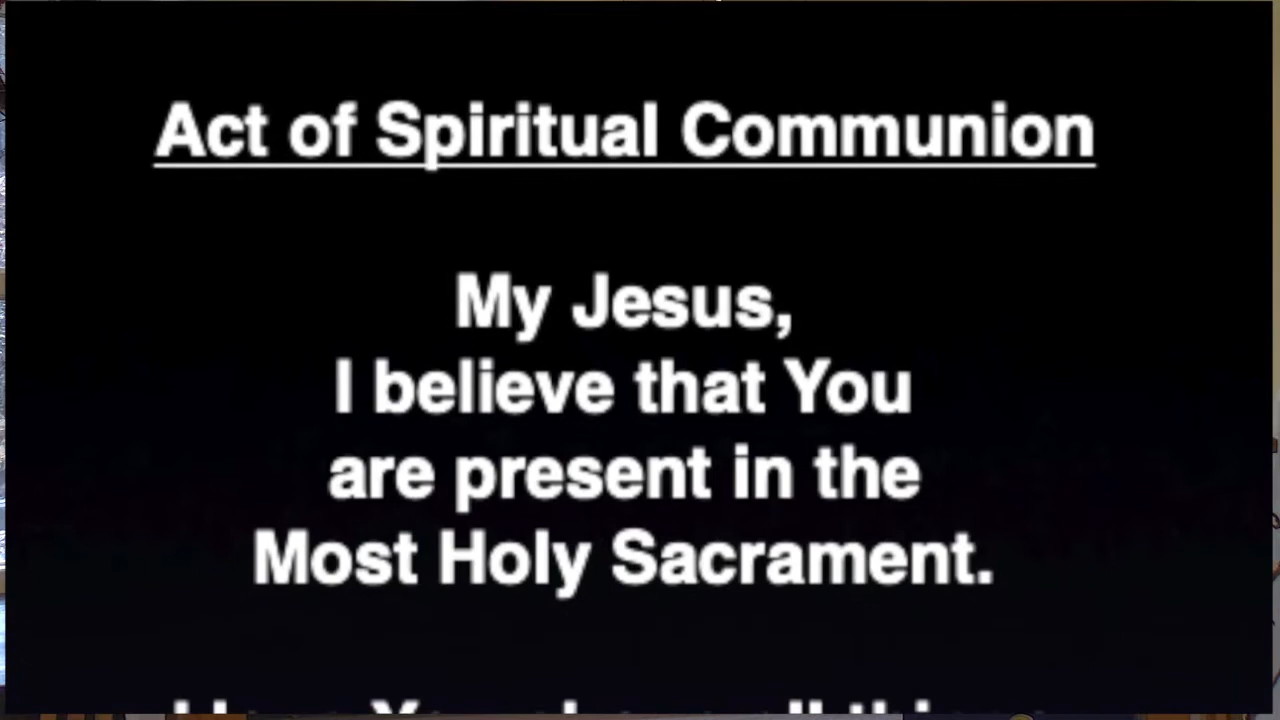 Act of Spiritual Communion
My Jesus,
I believe that You
are present in the
Most Holy Sacrament.